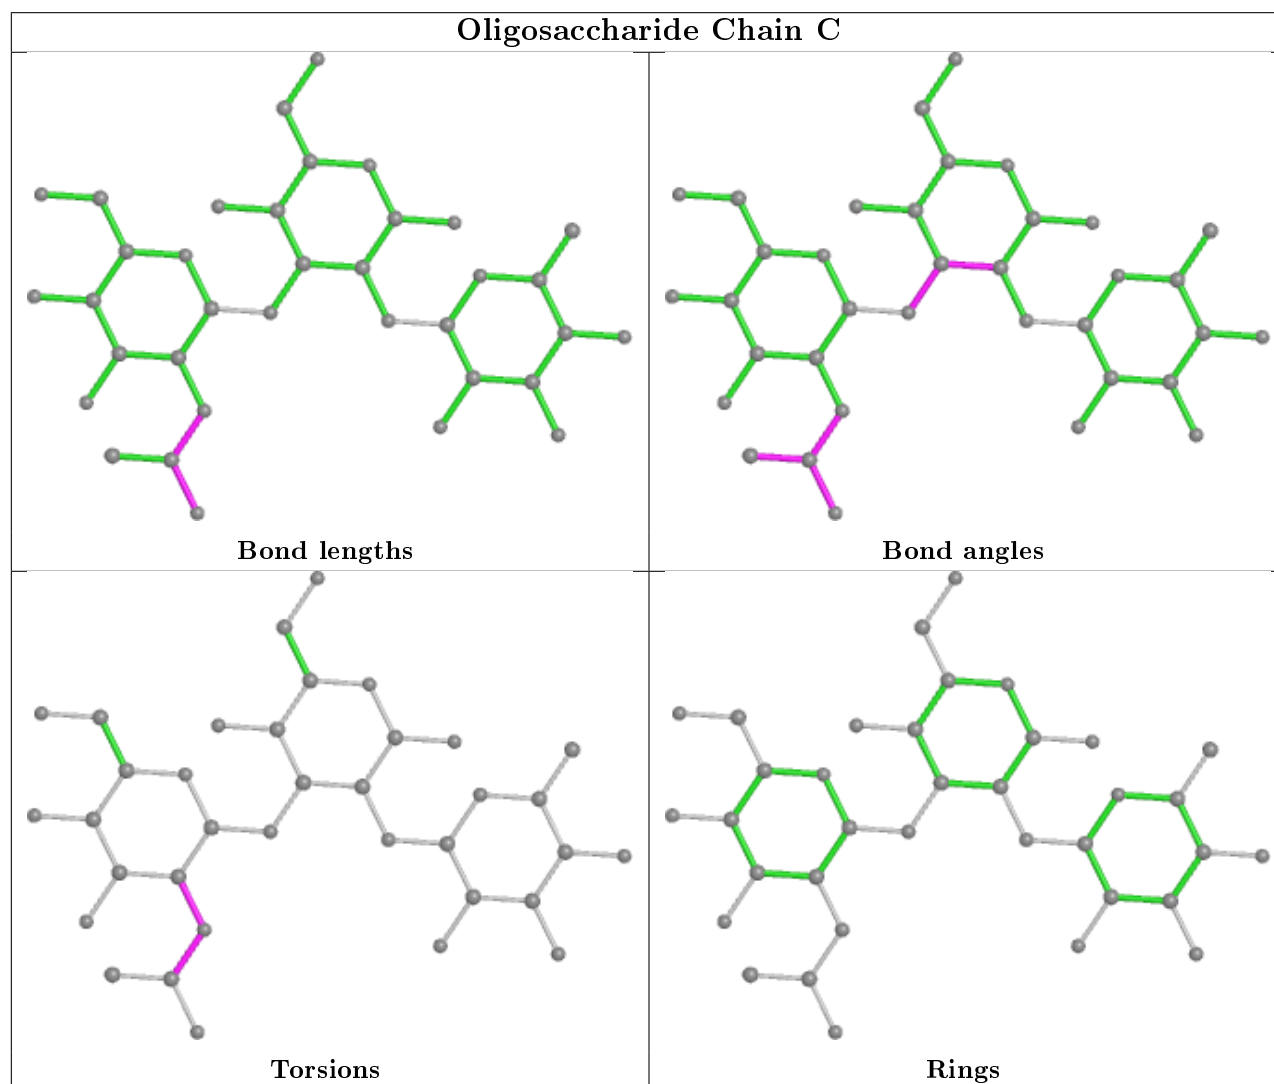 Oligosaccharide Chain C
Bond lengths
Bond angles
Torsions
Rings